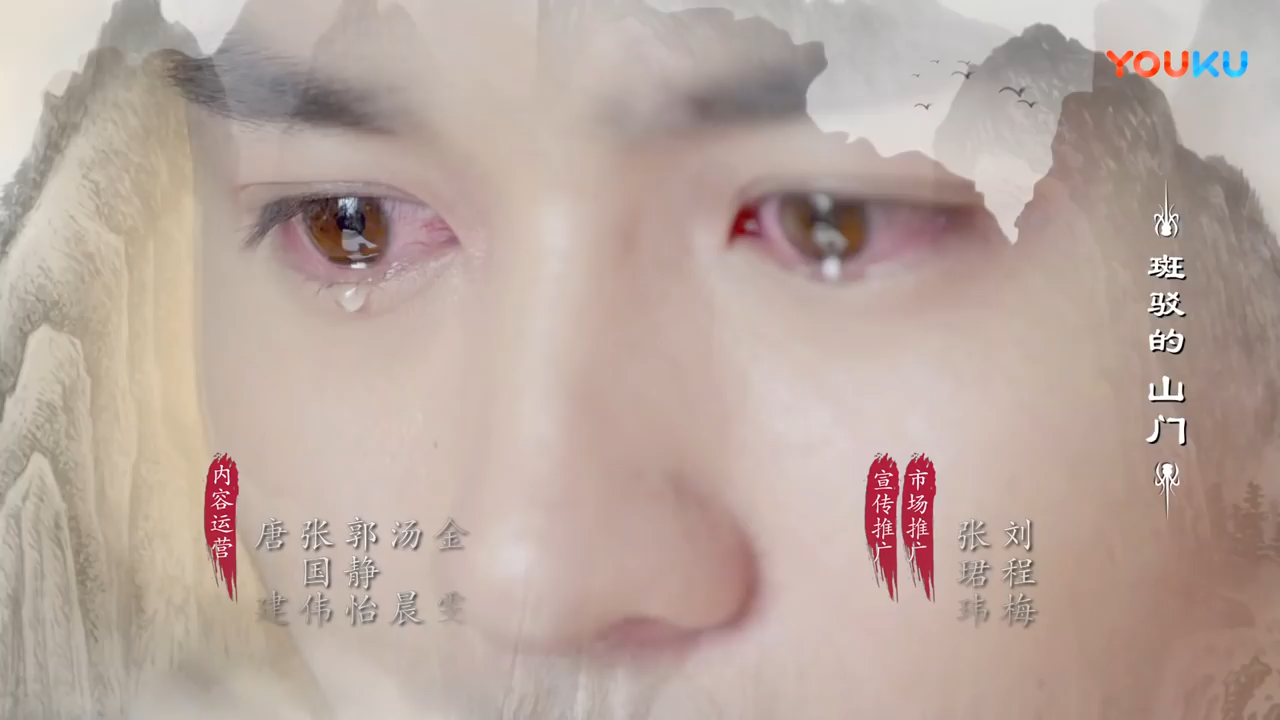 YOUKU
斑驳的山门
市场推广
宣传推广
刘程梅
张珺玮
内容运营
金雯
汤晨
郭静怡
张国伟
唐建